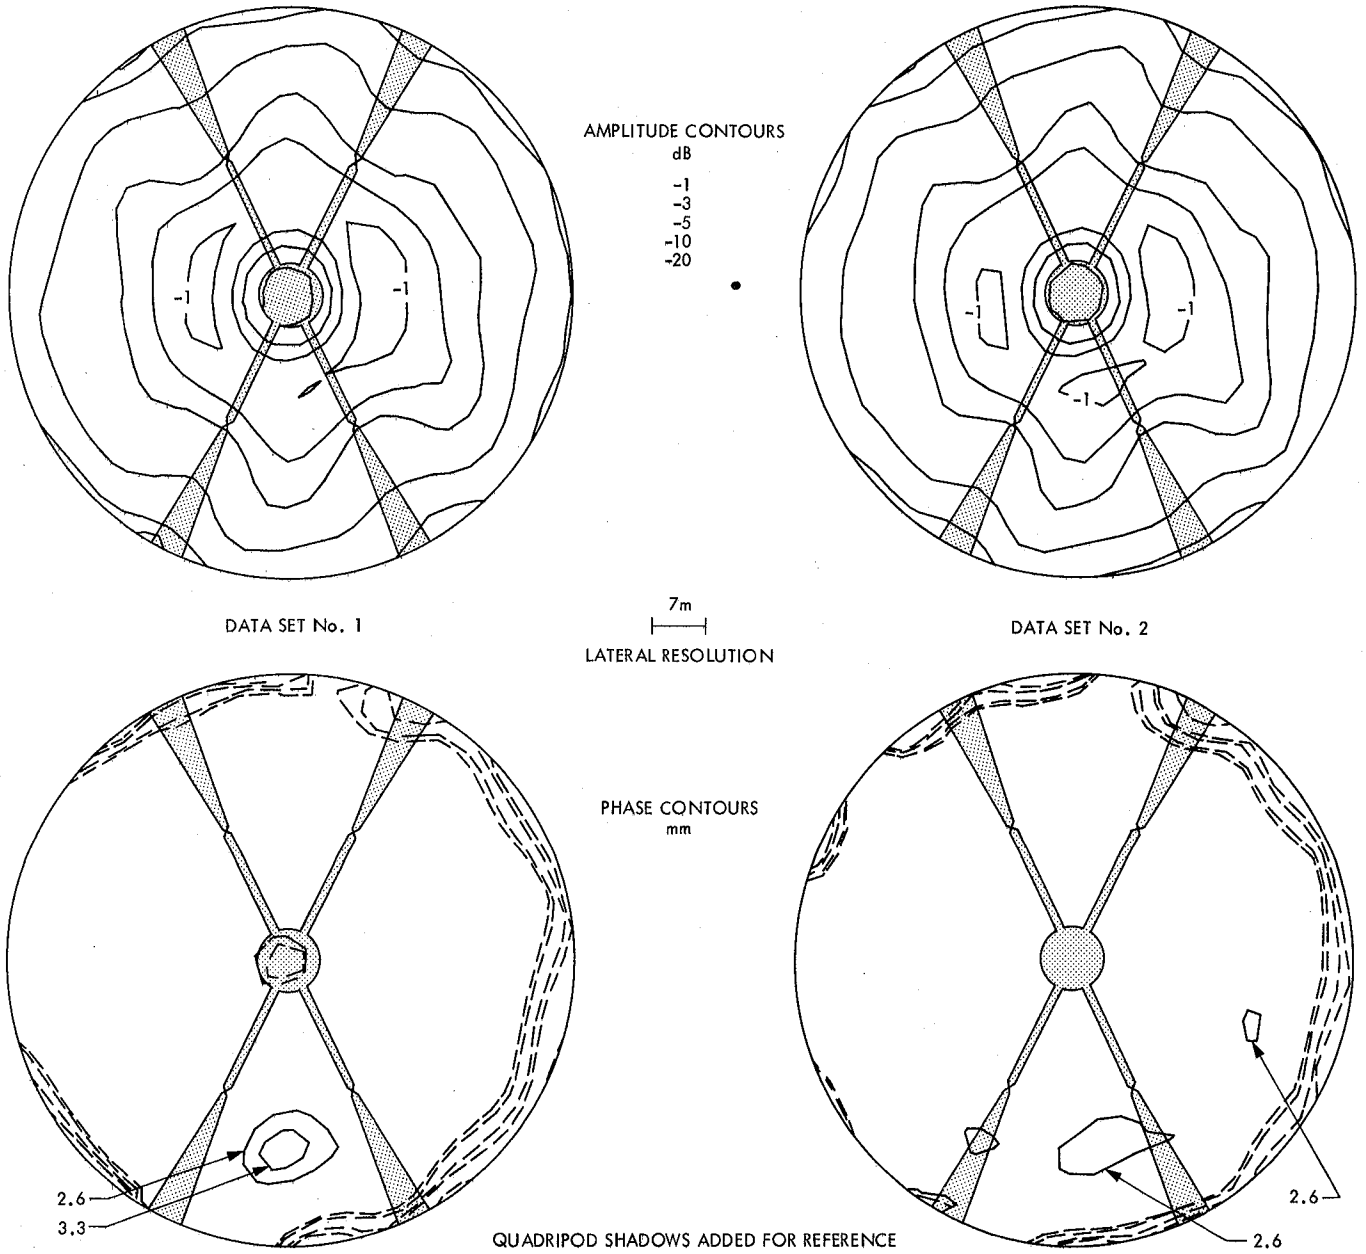 AMPLITUDE CONTOURS
dB
-1
-3
-5
-10
-20
-1
-1
-1
-1
-1
DATA SET No. 1
7m
LATERAL RESOLUTION
DATA SET No. 2
PHASE CONTOURS
mm
2.6
3.3
2.6
2.6
QUADRIPOD SHADOWS ADDED FOR REFERENCE